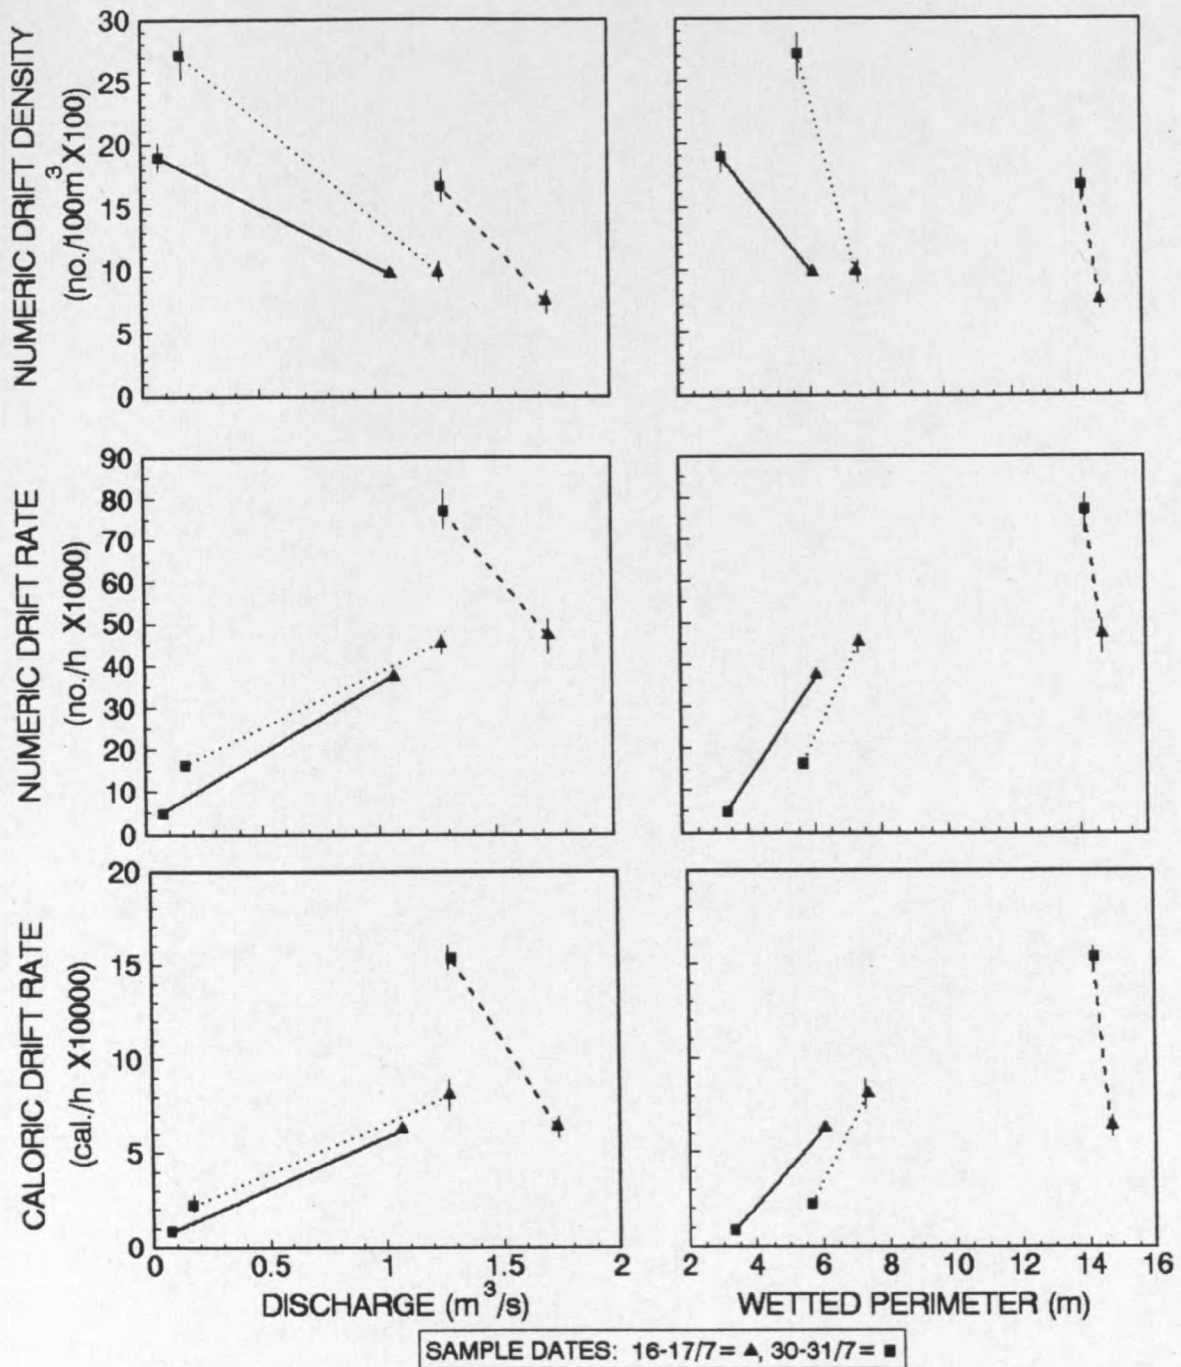 NUMERIC DRIFT DENSITY
(no./100m³ X100)
30
25
20
15
10
5
0
NUMERIC DRIFT RATE
(no./h X1000)
90
80
70
60
50
40
30
20
10
0
CALORIC DRIFT RATE
(cal./h X10000)
20
15
10
5
0
0 0.5 1 1.5 2
DISCHARGE (m³/s)
2 4 6 8 10 12 14 16
WETTED PERIMETER (m)
SAMPLE DATES: 16-17/7= ▲, 30-31/7= ■